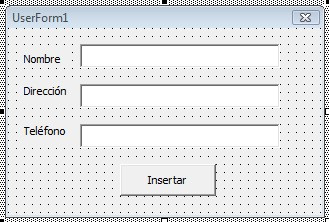 UserForm1
Nombre
Dirección
Teléfono
Insertar